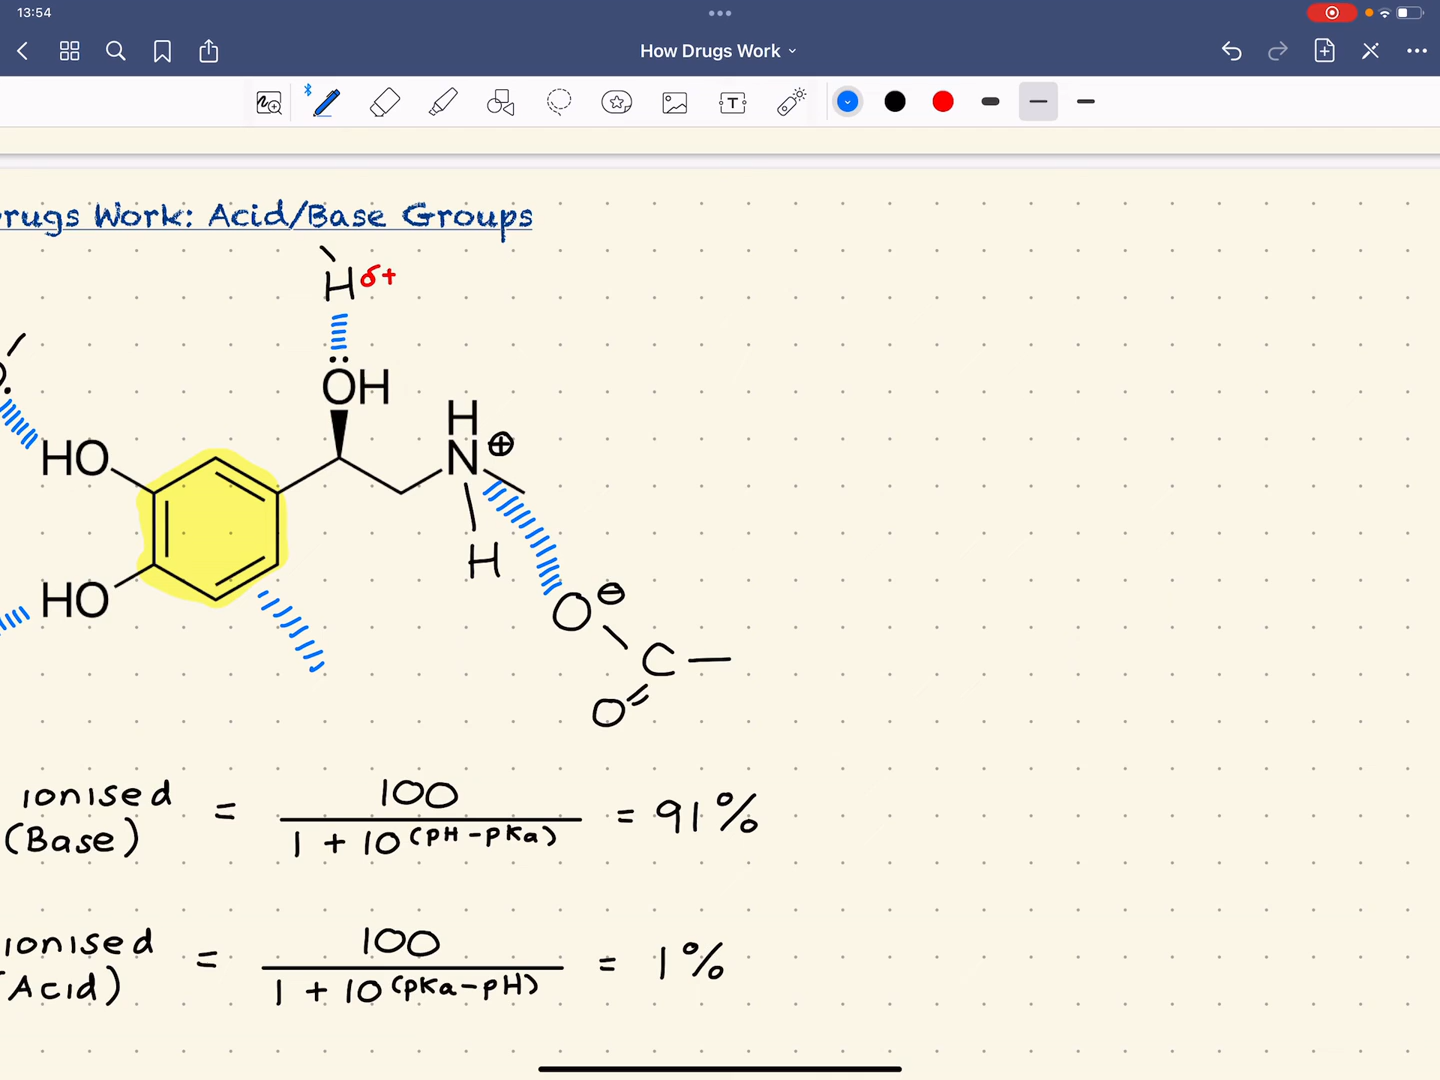 13:54
How Drugs Work
T
rugs Work: Acid/Base Groups
H δ+
OH
H
HO N ⊕
H
HO O ⊖
C
O
ionised = 100 / 1 + 10^(pH-pKa) = 91%
(Base)
ionised = 100 / 1 + 10^(pKa-pH) = 1%
Acid)